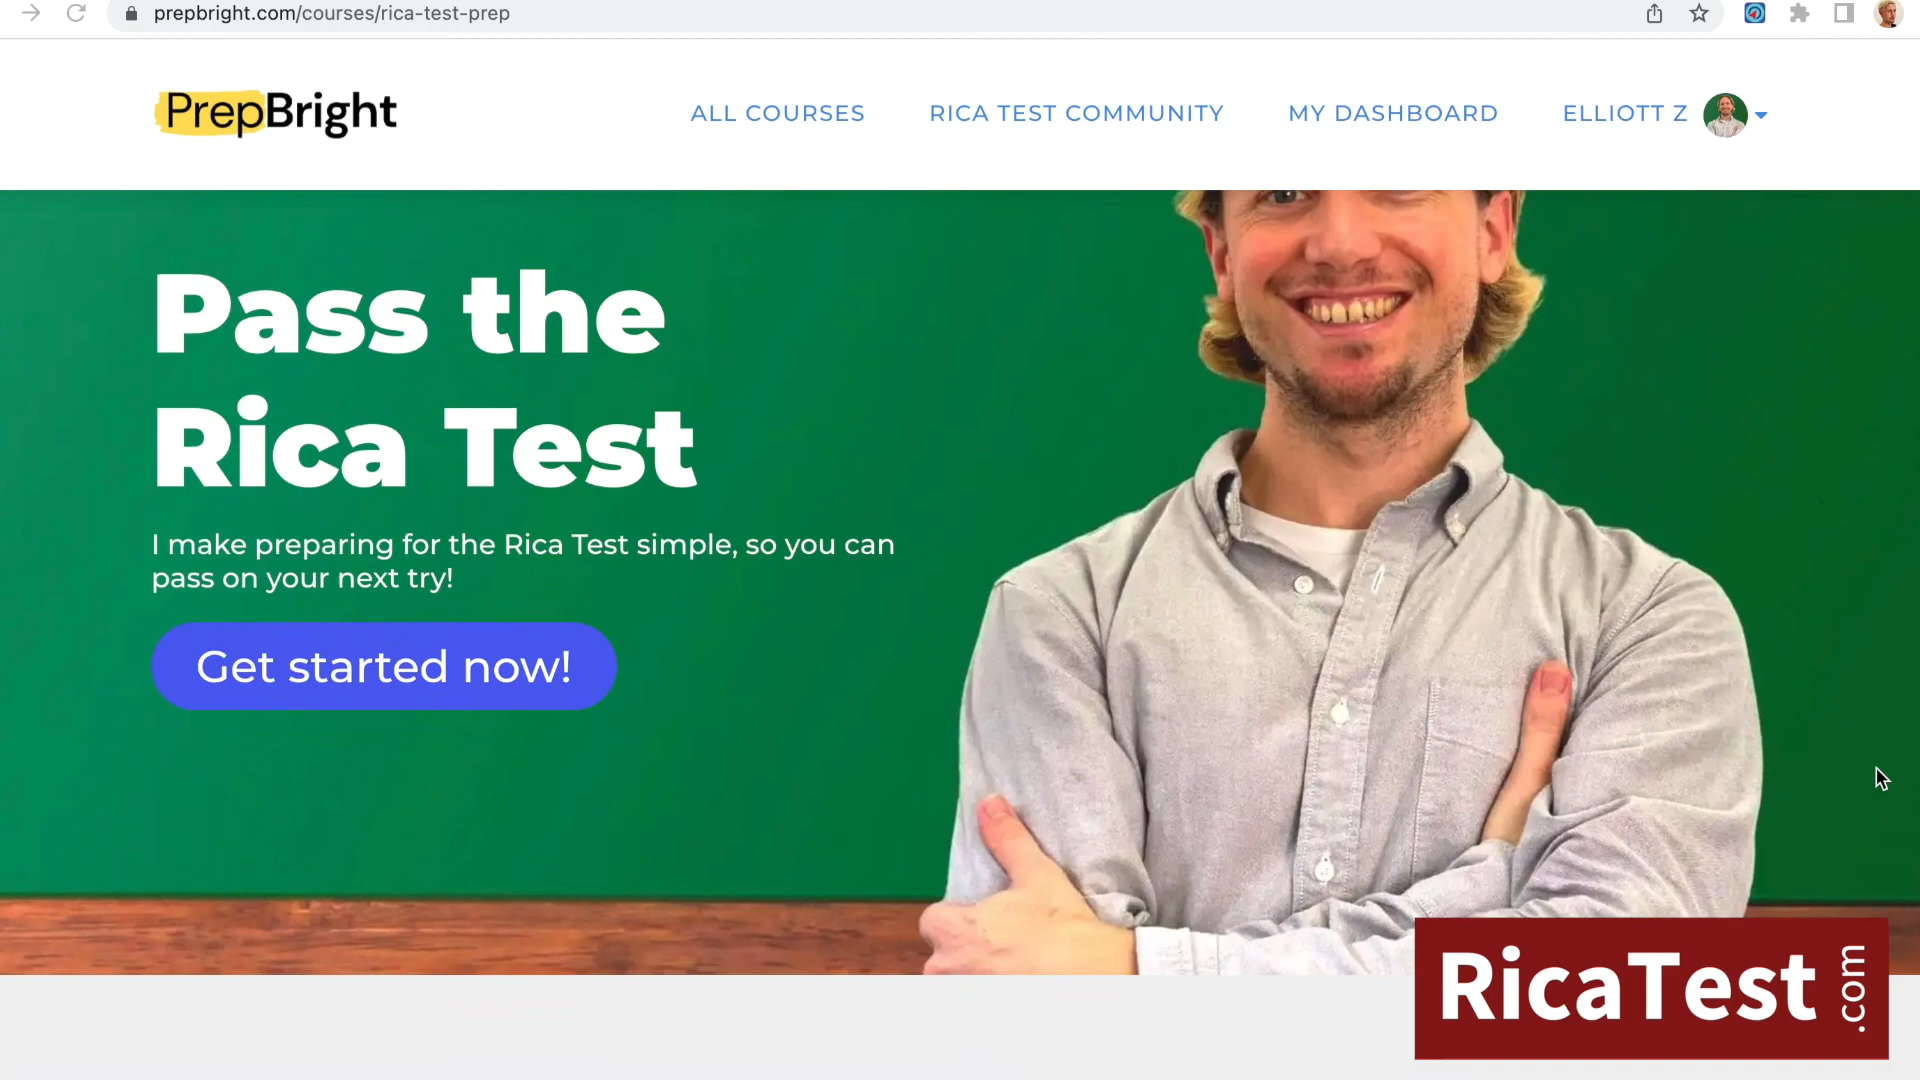 prepbright.com/courses/rica-test-prep
PrepBright
ALL COURSES
RICA TEST COMMUNITY
MY DASHBOARD
ELLIOTT Z
Pass the
Rica Test
I make preparing for the Rica Test simple, so you can
pass on your next try!
Get started now!
RicaTest.com